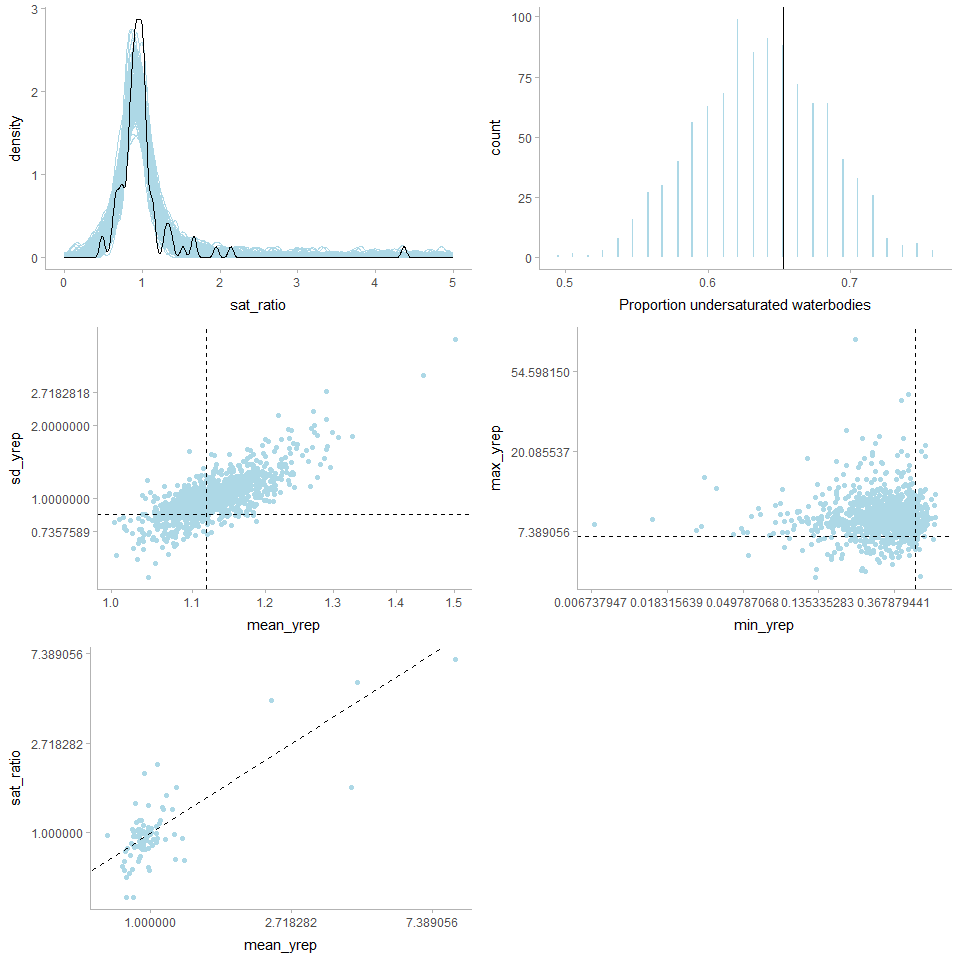 3
2
1
0
density
0 1 2 3 4 5
sat_ratio
100
75
50
25
0
count
0.5 0.6 0.7
Proportion undersaturated waterbodies
2.7182818
2.0000000
1.0000000
0.7357589
sd_yrep
1.0 1.1 1.2 1.3 1.4 1.5
mean_yrep
54.598150
20.085537
7.389056
max_yrep
0.006737947 0.018315639 0.049787068 0.135335283 0.367879441
min_yrep
7.389056
2.718282
1.000000
sat_ratio
1.000000 2.718282 7.389056
mean_yrep